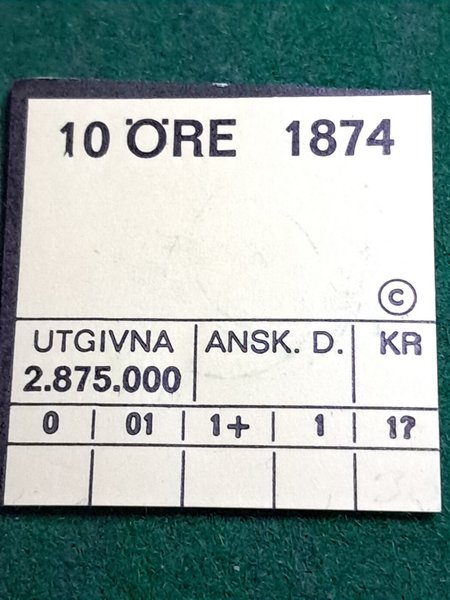 10 ÖRE 1874
©
UTGIVNA ANSK. D. KR
2.875.000
0 01 1+ 1 1?